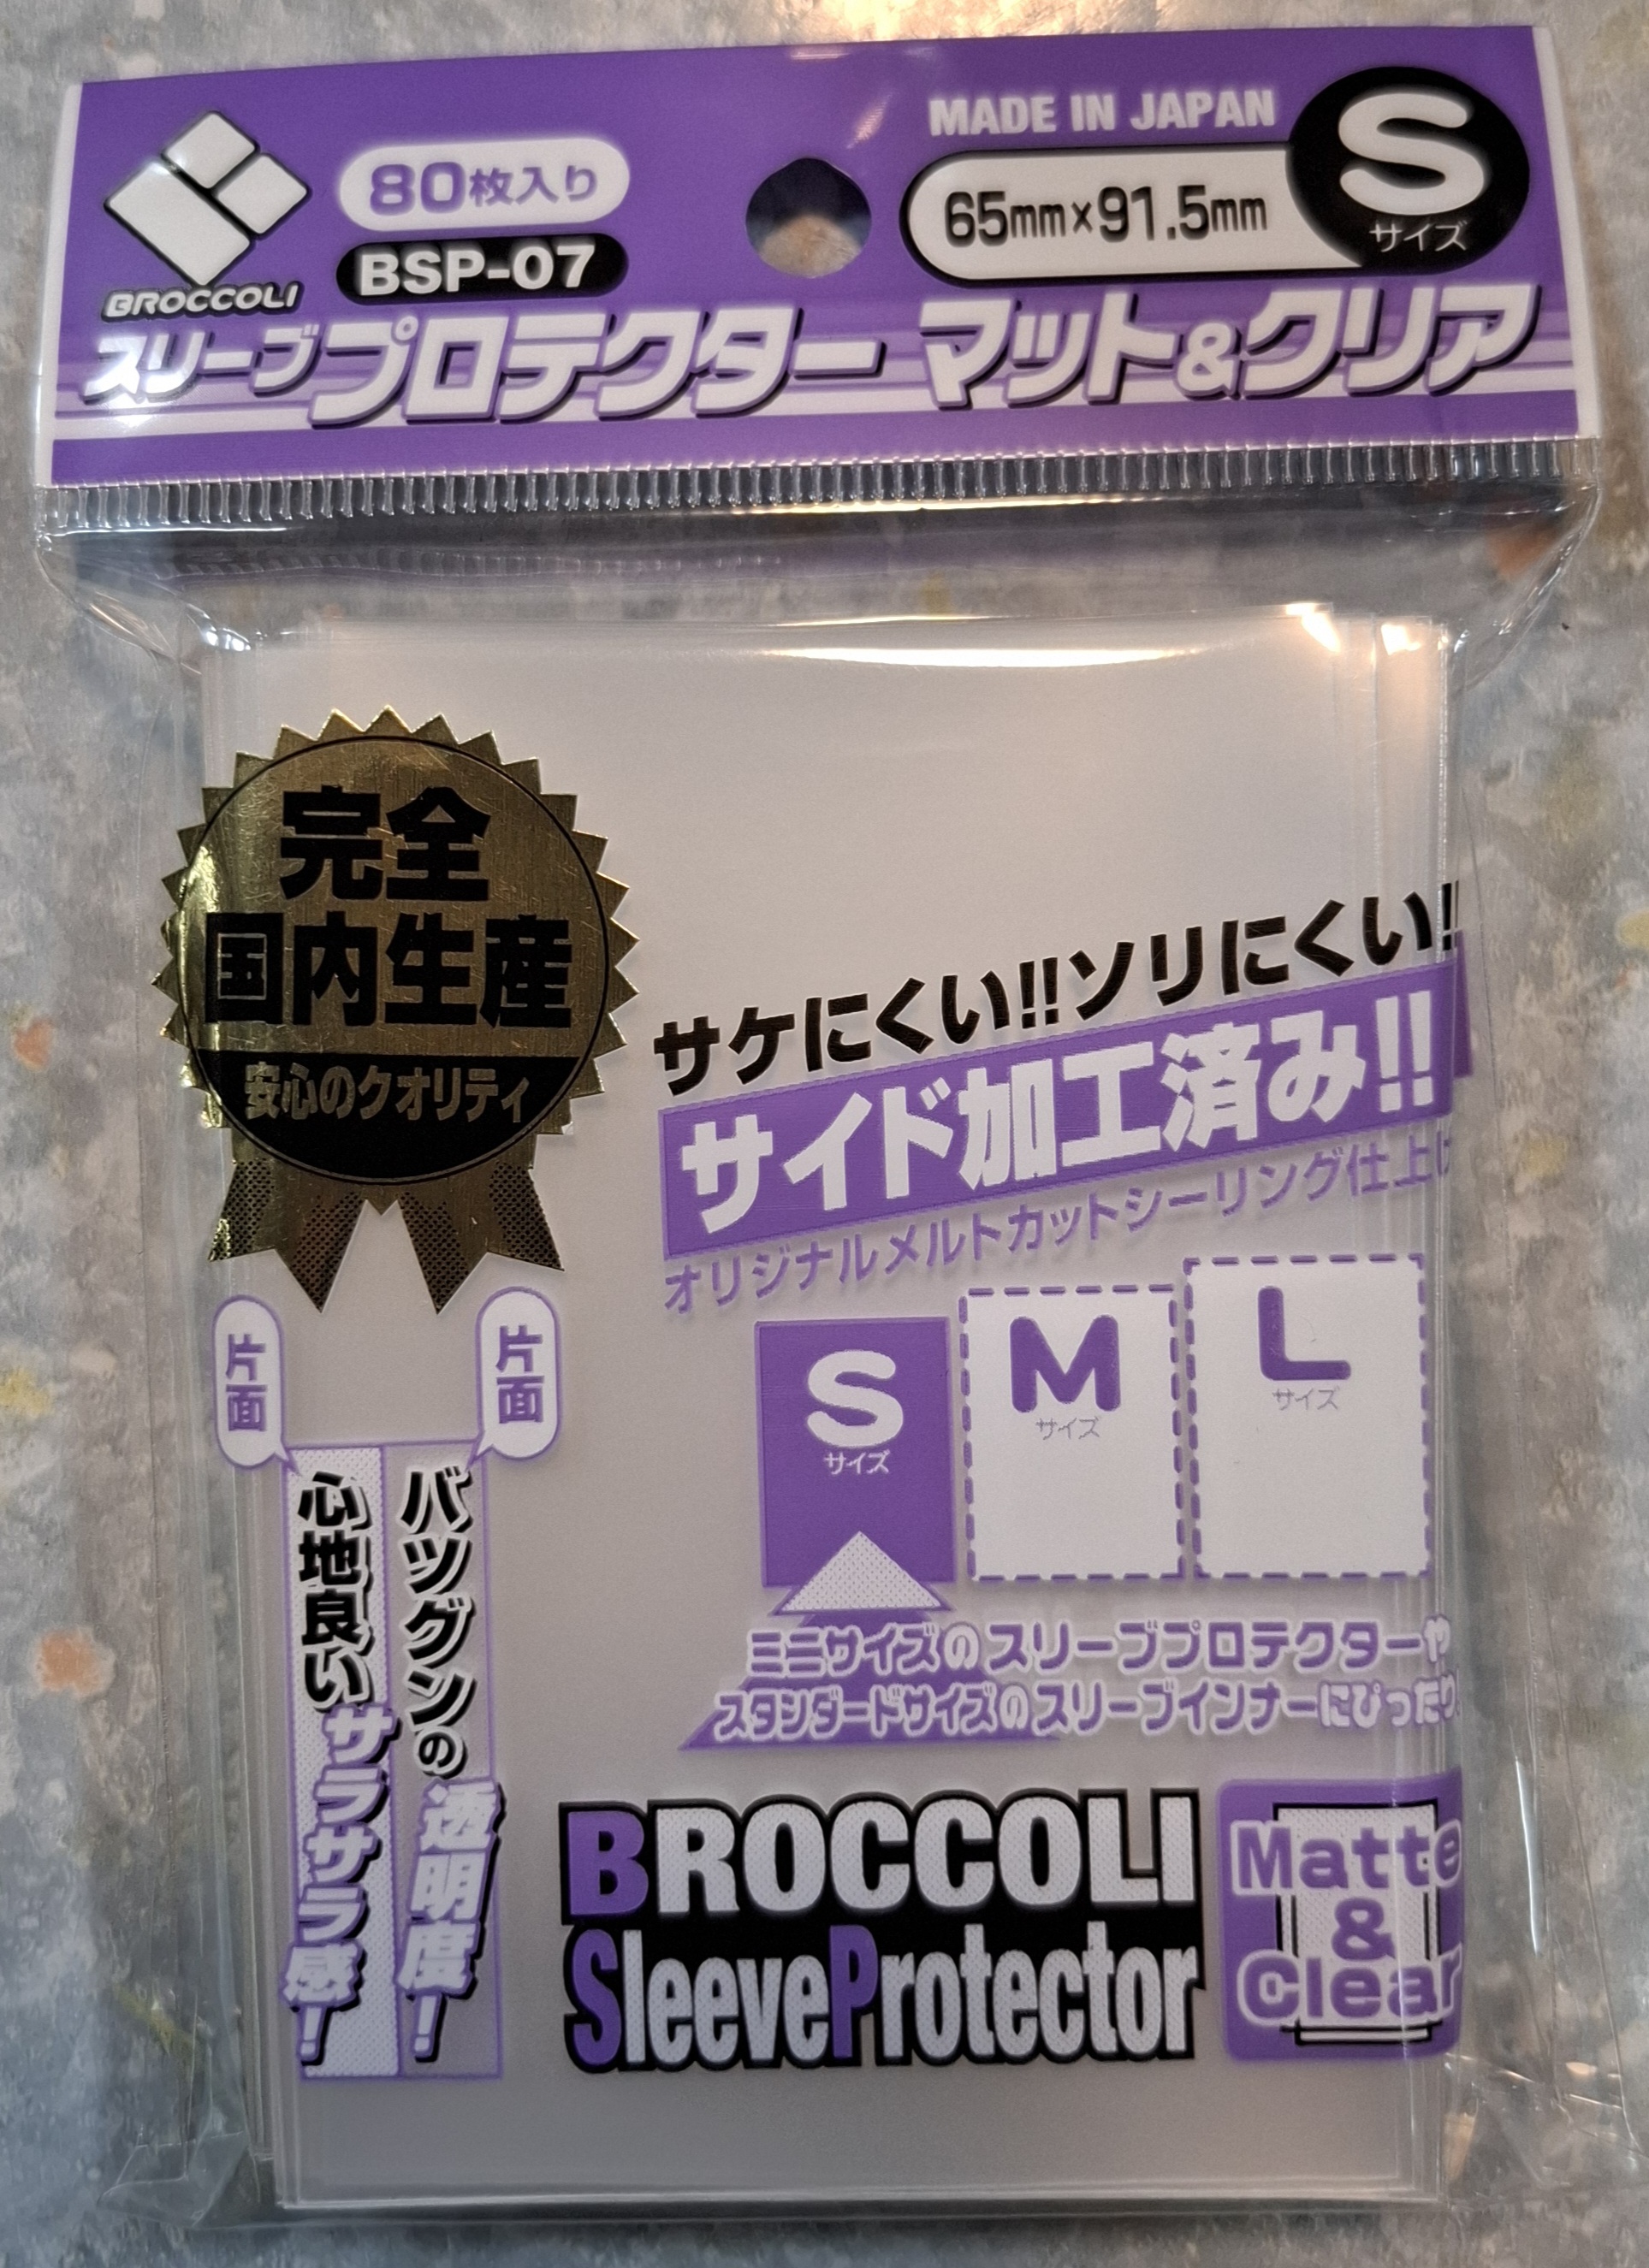 BROCCOLI
80枚入り
BSP-07
MADE IN JAPAN
65mm×91.5mm
S
サイズ
スリーブプロテクター マット&クリア
完全
国内生産
安心のクオリティ
サケにくい!!ソリにくい!
サイド加工済み!!
オリジナルメルトカットシーリング仕上げ
片面
片面
心地良いサラサラ感!
バツグンの透明度!
S
サイズ
M
サイズ
L
サイズ
ミニサイズのスリーブプロテクターや
スタンダードサイズのスリーブインナーにぴったり
BROCCOLI
SleeveProtector
Matte
&
Clear